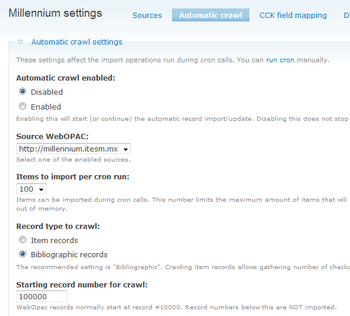 Millennium settings
Sources Automatic crawl CCK field mapping D
Automatic crawl settings
These settings affect the import operations run during cron calls. You can run cron manually.
Automatic crawl enabled:
Disabled
Enabled
Enabling this will start (or continue) the automatic record import/update. Disabling this does not stop
Source WebOPAC:
http://millennium.itesm.mx
Select one of the enabled sources.
Items to import per cron run:
100
Items can be imported during cron calls. This number limits the maximum amount of items that will
out of memory.
Record type to crawl:
Item records
Bibliographic records
The recommended setting is "Bibliographic". Crawling item records allows gathering number of checko
Starting record number for crawl:
100000
WebOpac records normally start at record #10000. Record numbers below this are NOT imported.